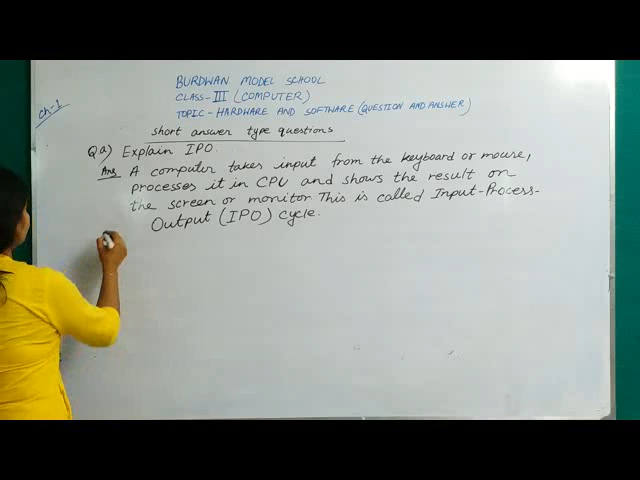 Ch-1
BURDWAN MODEL SCHOOL
CLASS-III (COMPUTER)
TOPIC- HARDWARE AND SOFTWARE (QUESTION AND ANSWER)
short answer type questions
Q a) Explain IPO.
Ans A computer takes input from the keyboard or mouse,
processes it in CPU and shows the result on
the screen or monitor This is called Input-Process-
Output (IPO) cycle.